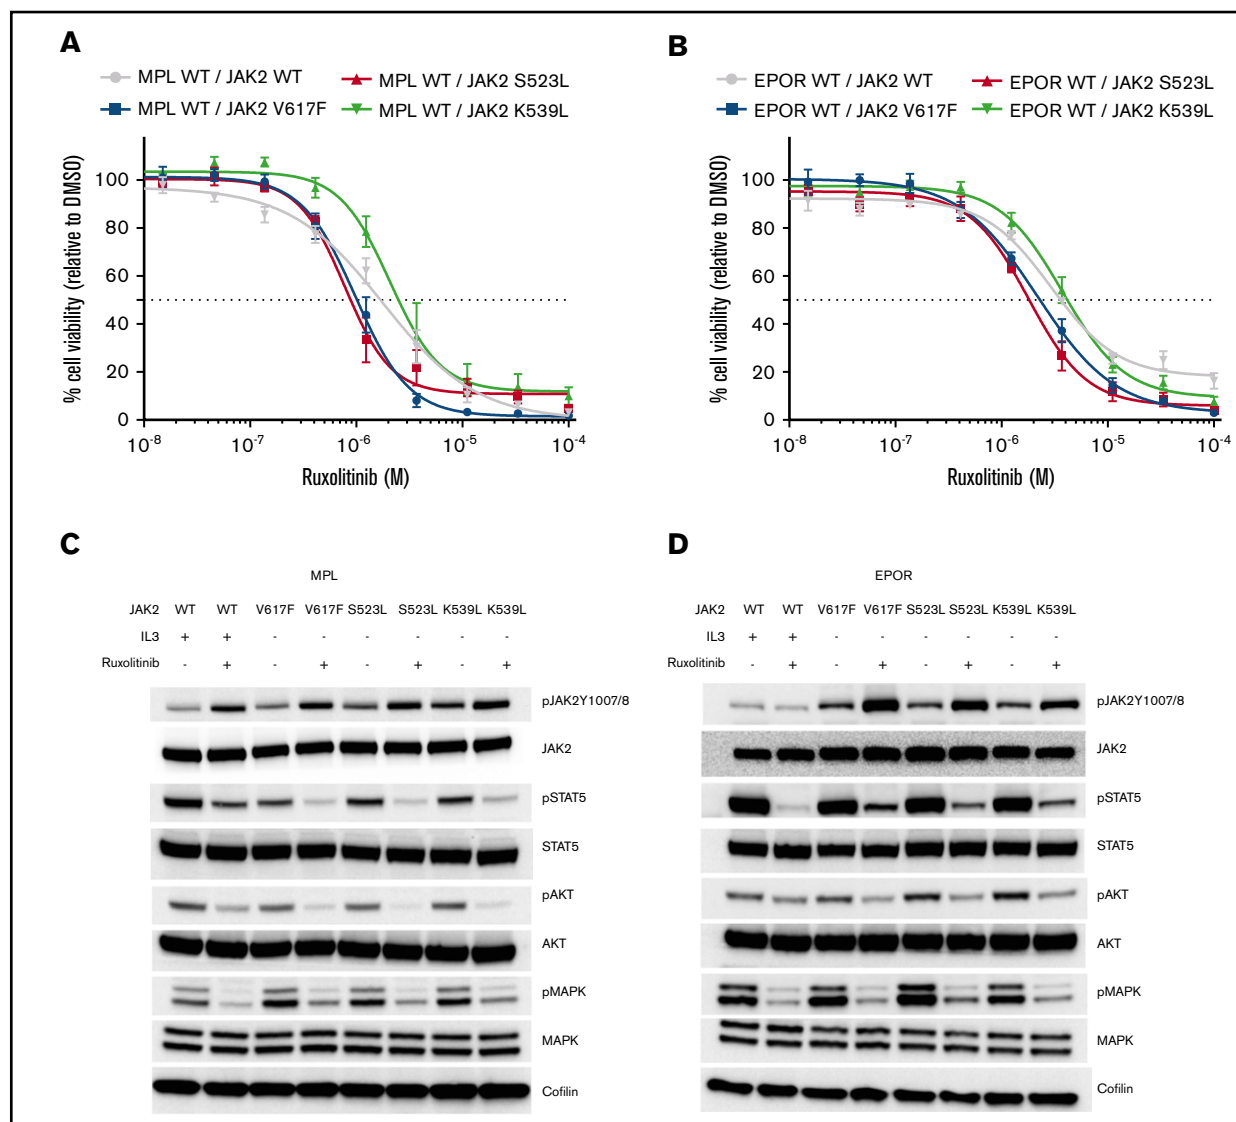 A
MPL WT / JAK2 WT
MPL WT / JAK2 S523L
MPL WT / JAK2 V617F
MPL WT / JAK2 K539L
% cell viability (relative to DMSO)
100
80
60
40
20
0
10-8
10-7
10-6
10-5
10-4
Ruxolitinib (M)
B
EPOR WT / JAK2 WT
EPOR WT / JAK2 S523L
EPOR WT / JAK2 V617F
EPOR WT / JAK2 K539L
% cell viability (relative to DMSO)
100
80
60
40
20
0
10-8
10-7
10-6
10-5
10-4
Ruxolitinib (M)
C
MPL
JAK2 WT WT V617F V617F S523L S523L K539L K539L
IL3 + + - - - - - -
Ruxolitinib - + - + - + - +
pJAK2Y1007/8
JAK2
pSTAT5
STAT5
pAKT
AKT
pMAPK
MAPK
Cofilin
D
EPOR
JAK2 WT WT V617F V617F S523L S523L K539L K539L
IL3 + + - - - - - -
Ruxolitinib - + - + - + - +
pJAK2Y1007/8
JAK2
pSTAT5
STAT5
pAKT
AKT
pMAPK
MAPK
Cofilin